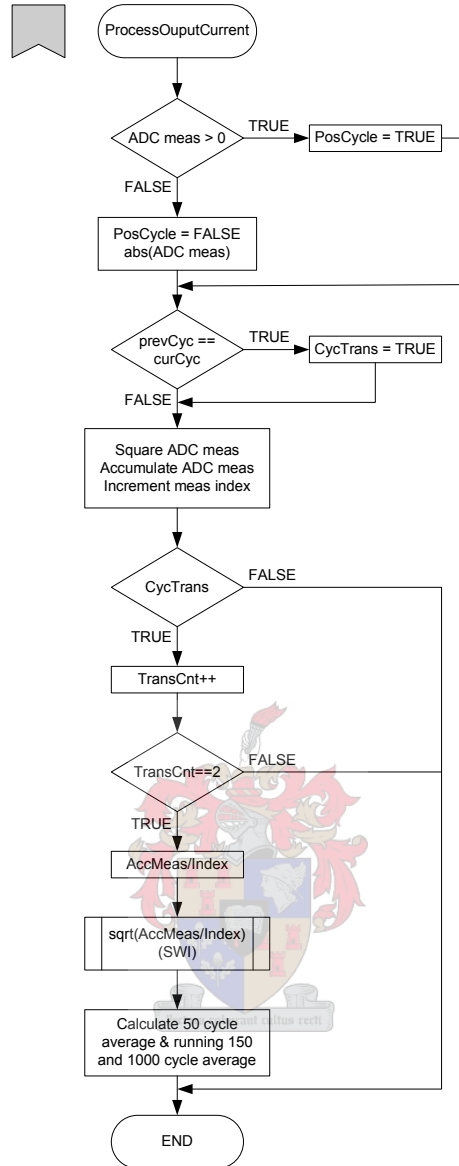 ProcessOuputCurrent
ADC meas > 0
TRUE
PosCycle = TRUE
FALSE
PosCycle = FALSE
abs(ADC meas)
prevCyc ==
curCyc
TRUE
CycTrans = TRUE
FALSE
Square ADC meas
Accumulate ADC meas
Increment meas index
CycTrans
FALSE
TRUE
TransCnt++
TransCnt==2
FALSE
TRUE
AccMeas/Index
sqrt(AccMeas/Index)
(SWI)
Calculate 50 cycle
average & running 150
and 1000 cycle average
cultus recti
END